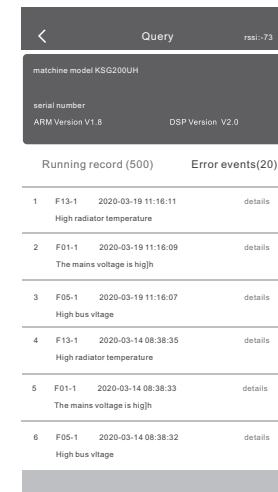 Query rssi:-73
matchine model KSG200UH
serial number
ARM Version V1.8 DSP Version V2.0
Running record (500) Error events(20)
1 F13-1 2020-03-19 11:16:11 details
High radiator temperature
2 F01-1 2020-03-19 11:16:09 details
The mains voltage is hig]h
3 F05-1 2020-03-19 11:16:07 details
High bus vltage
4 F13-1 2020-03-14 08:38:35 details
High radiator temperature
5 F01-1 2020-03-14 08:38:33 details
The mains voltage is hig]h
6 F05-1 2020-03-14 08:38:32 details
High bus vltage